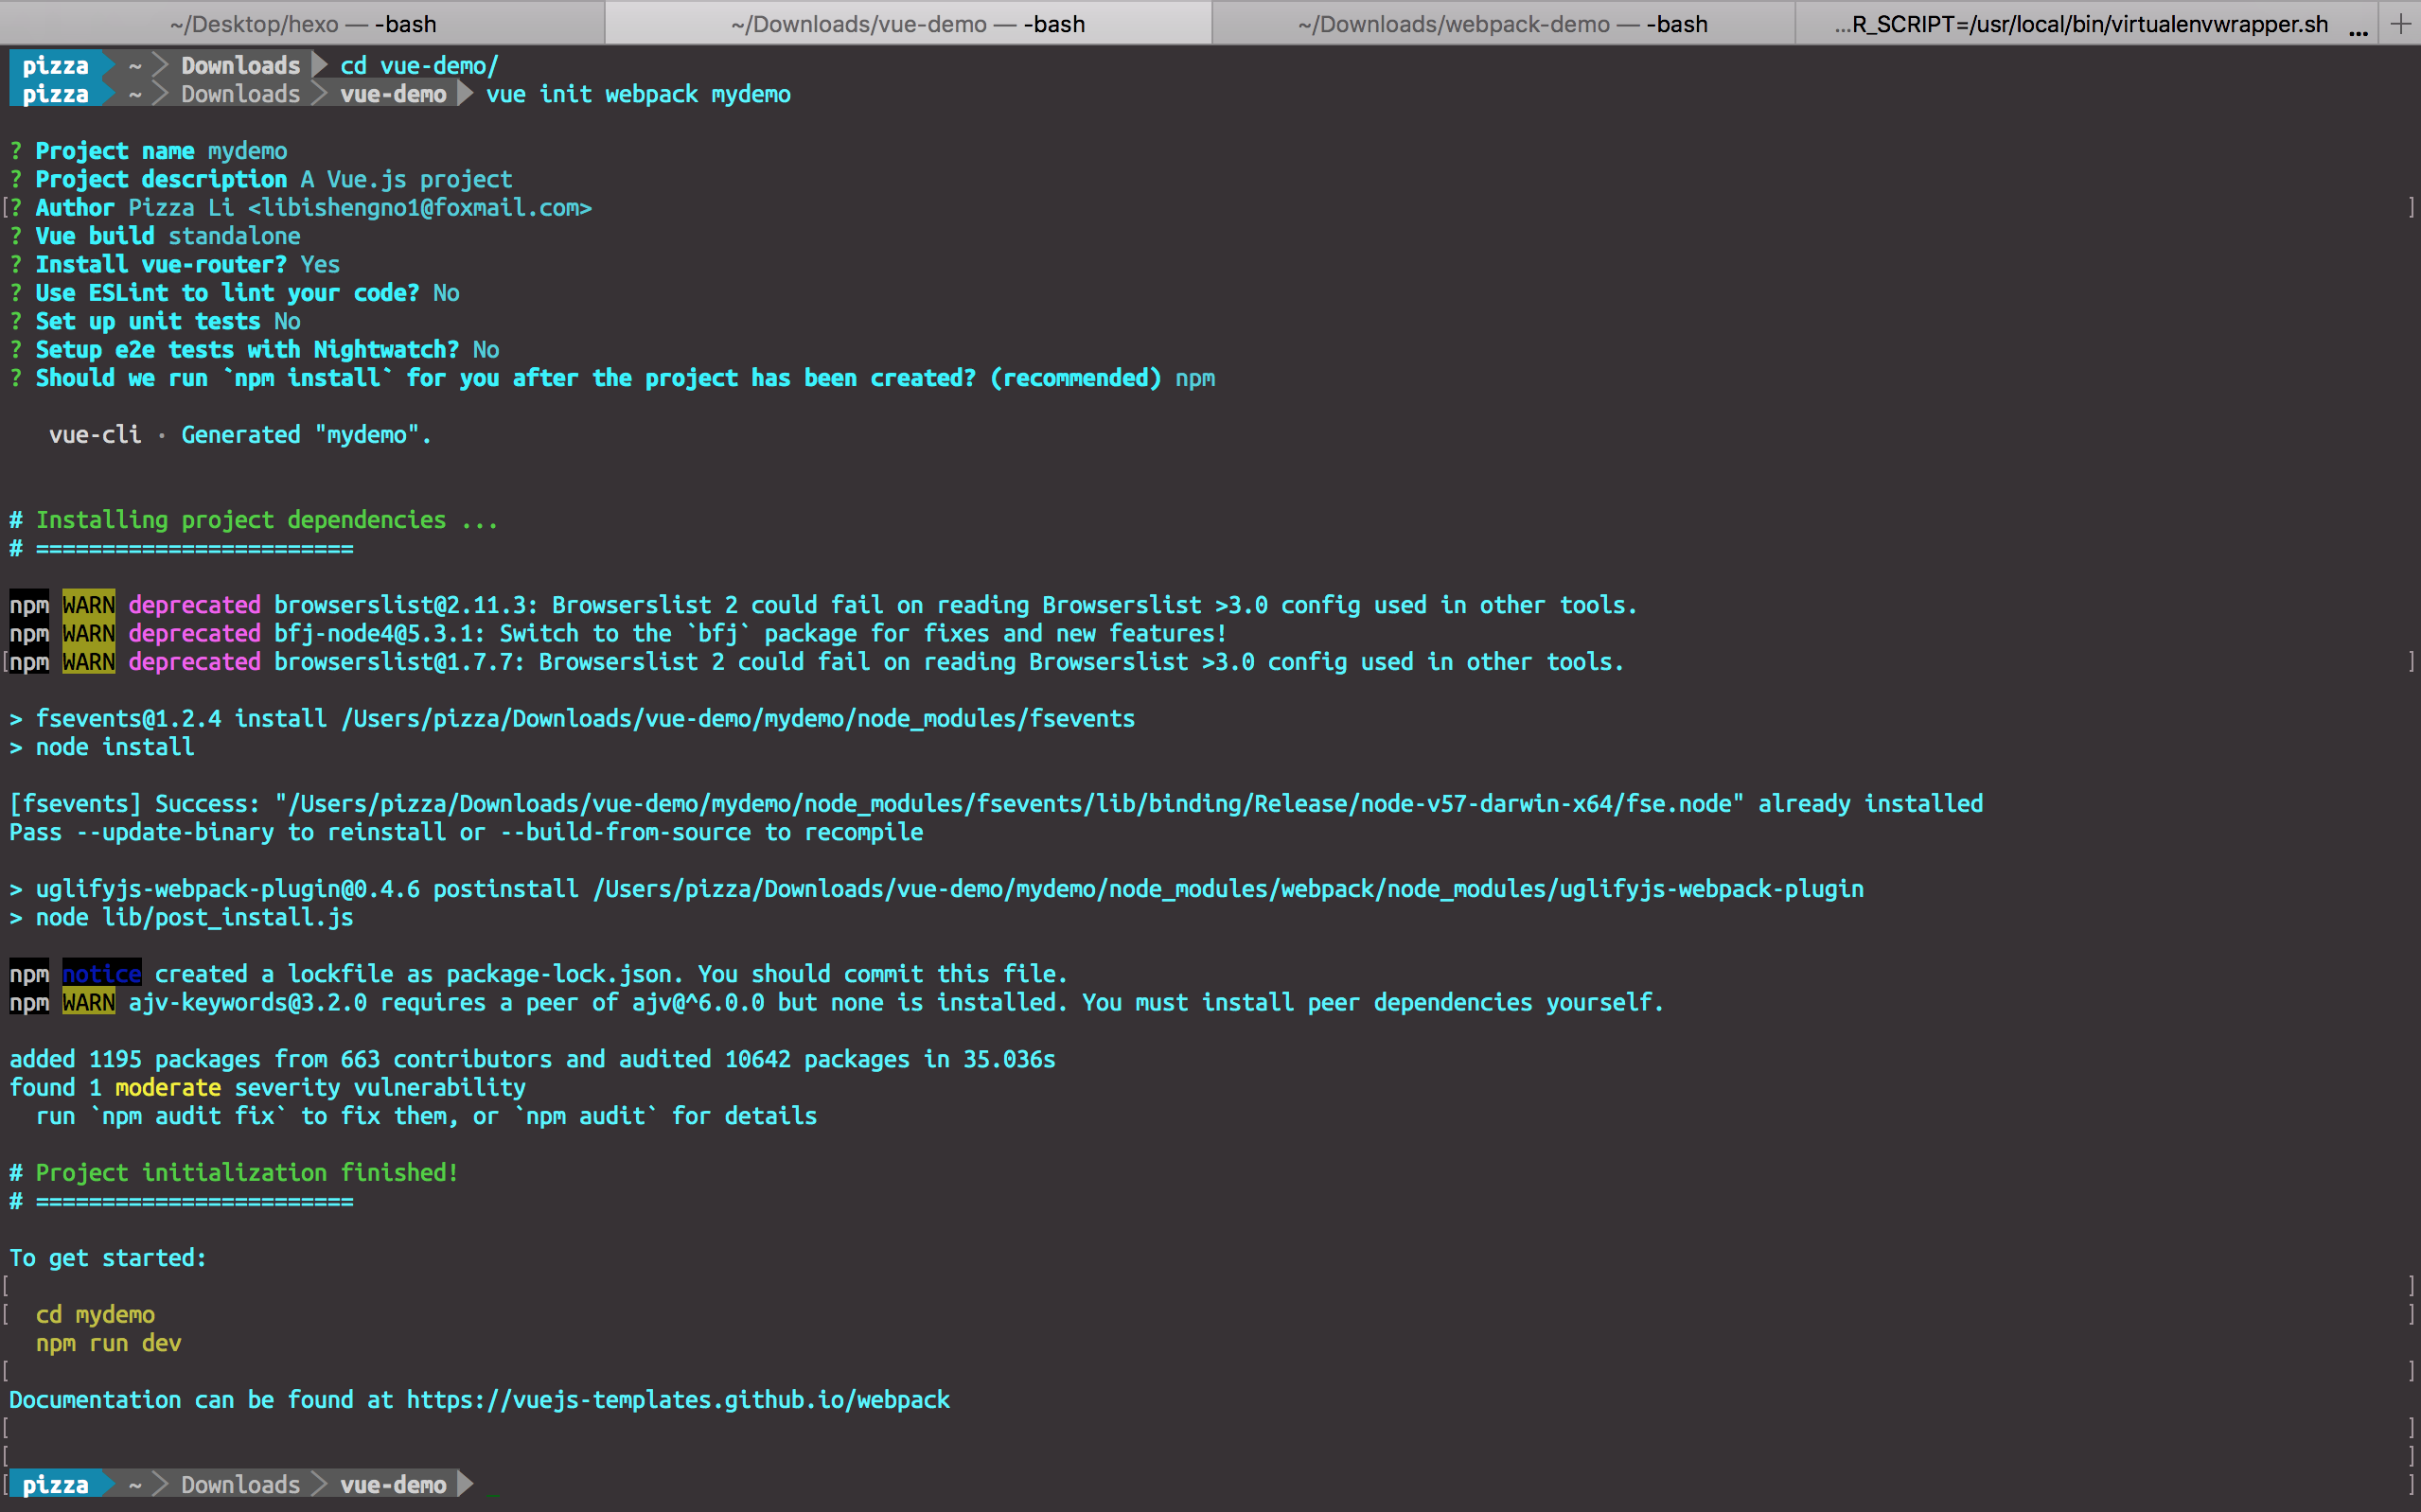 ~/Desktop/hexo — -bash
~/Downloads/vue-demo — -bash
~/Downloads/webpack-demo — -bash
...R_SCRIPT=/usr/local/bin/virtualenvwrapper.sh ... +
pizza ~ Downloads cd vue-demo/
pizza ~ Downloads vue-demo vue init webpack mydemo
? Project name mydemo
? Project description A Vue.js project
[? Author Pizza Li <libishengno1@foxmail.com> ]
? Vue build standalone
? Install vue-router? Yes
? Use ESLint to lint your code? No
? Set up unit tests No
? Setup e2e tests with Nightwatch? No
? Should we run `npm install` for you after the project has been created? (recommended) npm
vue-cli · Generated "mydemo".
# Installing project dependencies ...
# ========================
npm WARN deprecated browserslist@2.11.3: Browserslist 2 could fail on reading Browserslist >3.0 config used in other tools.
npm WARN deprecated bfj-node4@5.3.1: Switch to the `bfj` package for fixes and new features!
[npm WARN deprecated browserslist@1.7.7: Browserslist 2 could fail on reading Browserslist >3.0 config used in other tools. ]
> fsevents@1.2.4 install /Users/pizza/Downloads/vue-demo/mydemo/node_modules/fsevents
> node install
[fsevents] Success: "/Users/pizza/Downloads/vue-demo/mydemo/node_modules/fsevents/lib/binding/Release/node-v57-darwin-x64/fse.node" already installed
Pass --update-binary to reinstall or --build-from-source to recompile
> uglifyjs-webpack-plugin@0.4.6 postinstall /Users/pizza/Downloads/vue-demo/mydemo/node_modules/webpack/node_modules/uglifyjs-webpack-plugin
> node lib/post_install.js
npm notice created a lockfile as package-lock.json. You should commit this file.
npm WARN ajv-keywords@3.2.0 requires a peer of ajv@^6.0.0 but none is installed. You must install peer dependencies yourself.
added 1195 packages from 663 contributors and audited 10642 packages in 35.036s
found 1 moderate severity vulnerability
run `npm audit fix` to fix them, or `npm audit` for details
# Project initialization finished!
# ========================
To get started:
[ ]
[ cd mydemo ]
npm run dev
[ ]
Documentation can be found at https://vuejs-templates.github.io/webpack
[ ]
[ ]
[ pizza ~ Downloads vue-demo _ ]